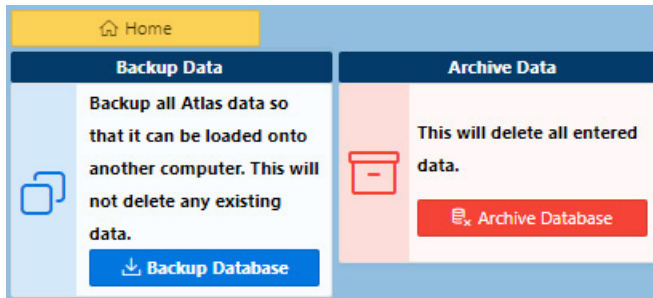 Home
Backup Data
Backup all Atlas data so
that it can be loaded onto
another computer. This will
not delete any existing
data.
Backup Database
Archive Data
This will delete all entered
data.
Archive Database